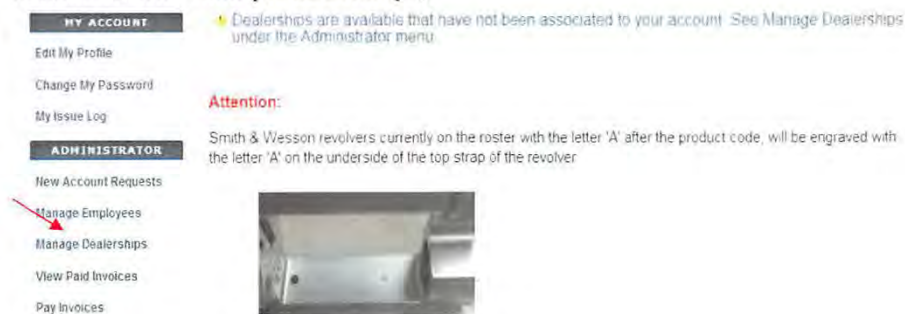 MY ACCOUNT
Edit My Profile
Change My Password
My Issue Log
ADMINISTRATOR
New Account Requests
Manage Employees
Manage Dealerships
View Paid Invoices
Pay Invoices
Dealerships are available that have not been associated to your account. See Manage Dealerships
under the Administrator menu.
Attention:
Smith & Wesson revolvers currently on the roster with the letter 'A' after the product code, will be engraved with
the letter 'A' on the underside of the top strap of the revolver